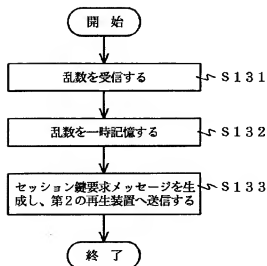 開 始
乱数を受信する
S131
乱数を一時記憶する
S132
セッション鍵要求メッセージを生
成し、第2の再生装置へ送信する
S133
終 了